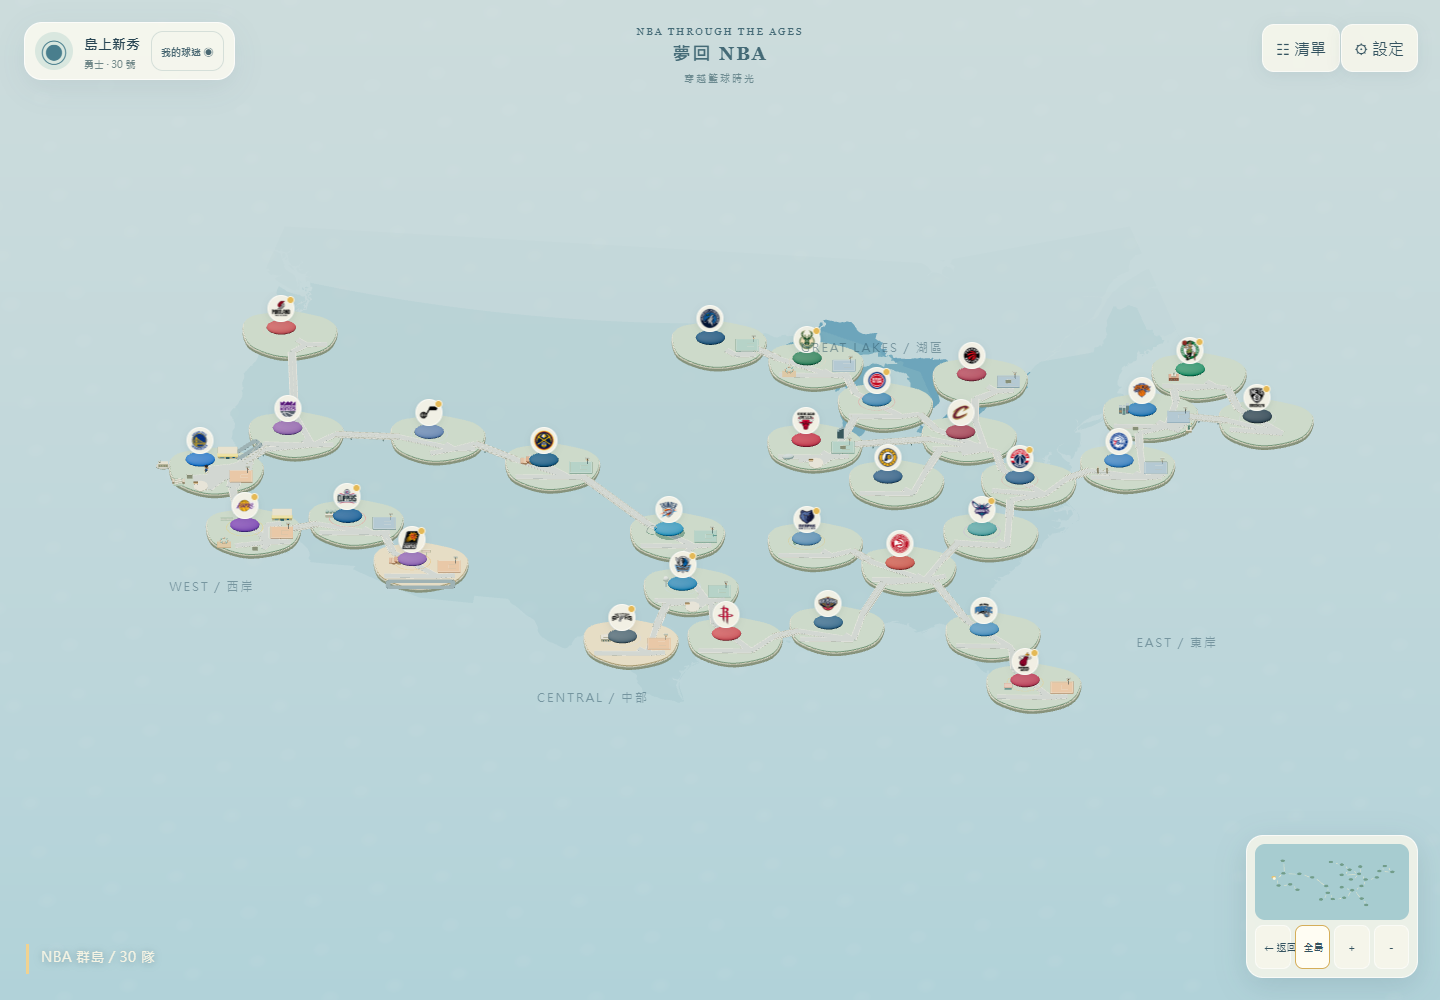 島上新秀
勇士 · 30 號
我的球迷 ◉
NBA THROUGH THE AGES
夢回 NBA
穿越籃球時光
☷ 清單
⚙ 設定
GREAT LAKES / 湖區
WEST / 西岸
EAST / 東岸
CENTRAL / 中部
NBA 群島 / 30 隊
← 返回
全島
+
-